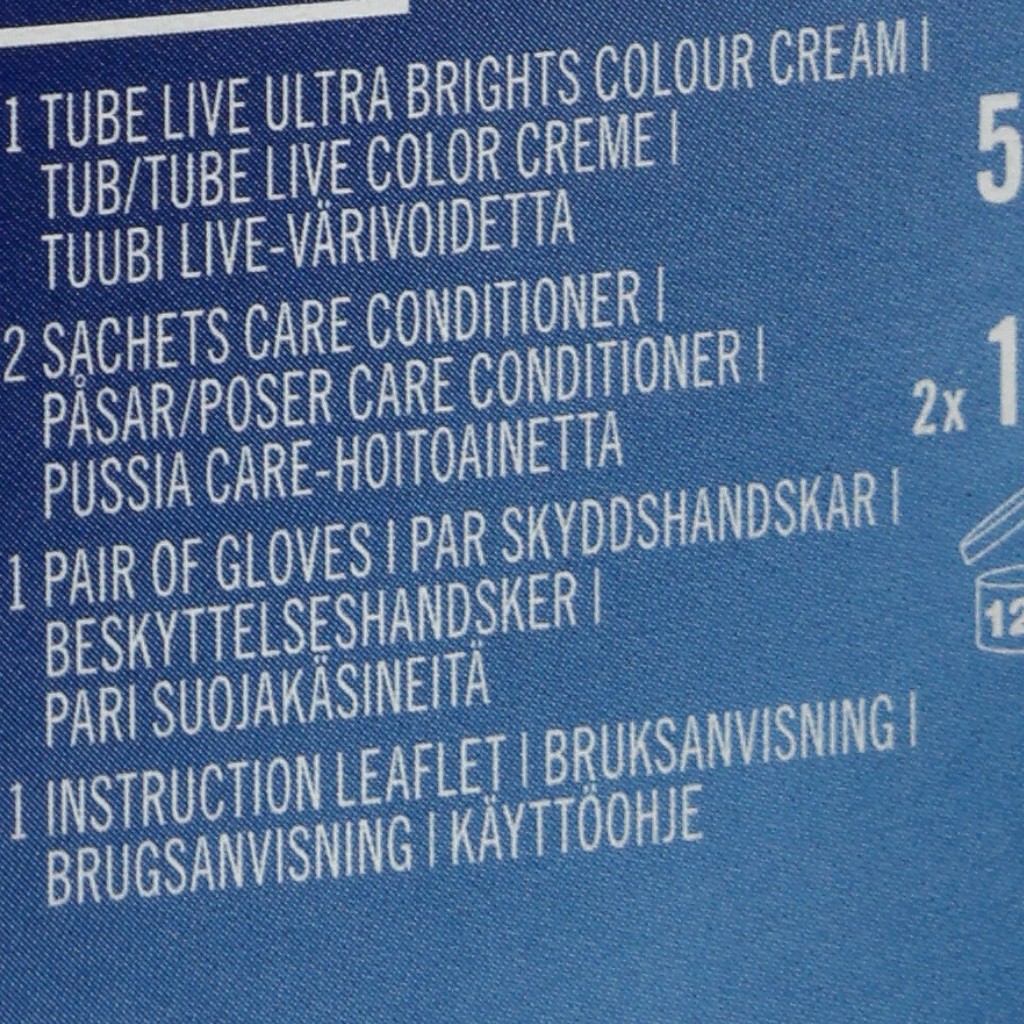 1 TUBE LIVE ULTRA BRIGHTS COLOUR CREAM |
TUB/TUBE LIVE COLOR CREME | 5
TUUBI LIVE-VÄRIVOIDETTA
2 SACHETS CARE CONDITIONER |
PÅSAR/POSER CARE CONDITIONER | 2x 1
PUSSIA CARE-HOITOAINETTA
1 PAIR OF GLOVES | PAR SKYDDSHANDSKAR |
BESKYTTELSESHANDSKER | 12
PARI SUOJAKÄSINEITÄ
1 INSTRUCTION LEAFLET | BRUKSANVISNING |
BRUGSANVISNING | KÄYTTÖOHJE